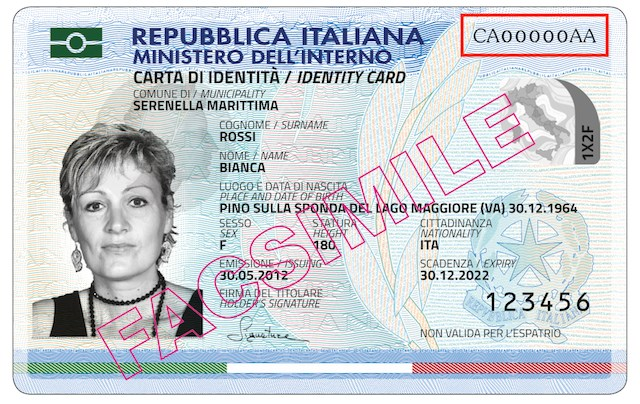 REPUBBLICA ITALIANA
CA00000AA
MINISTERO DELL'INTERNO
CARTA DI IDENTITÀ / IDENTITY CARD
COMUNE DI / MUNICIPALITY
SERENELLA MARITTIMA
COGNOME / SURNAME
ROSSI
NOME / NAME
BIANCA
1X2F
LUOGO E DATA DI NASCITA
PLACE AND DATE OF BIRTH
PINO SULLA SPONDA DEL LAGO MAGGIORE (VA) 30.12.1964
SESSO STATURA CITTADINANZA
SEX HEIGHT NATIONALITY
F 180 ITA
EMISSIONE / ISSUING SCADENZA / EXPIRY
30.05.2012 30.12.2022
FIRMA DEL TITOLARE
HOLDER'S SIGNATURE
123456
NON VALIDA PER L'ESPATRIO
FACSIMILE